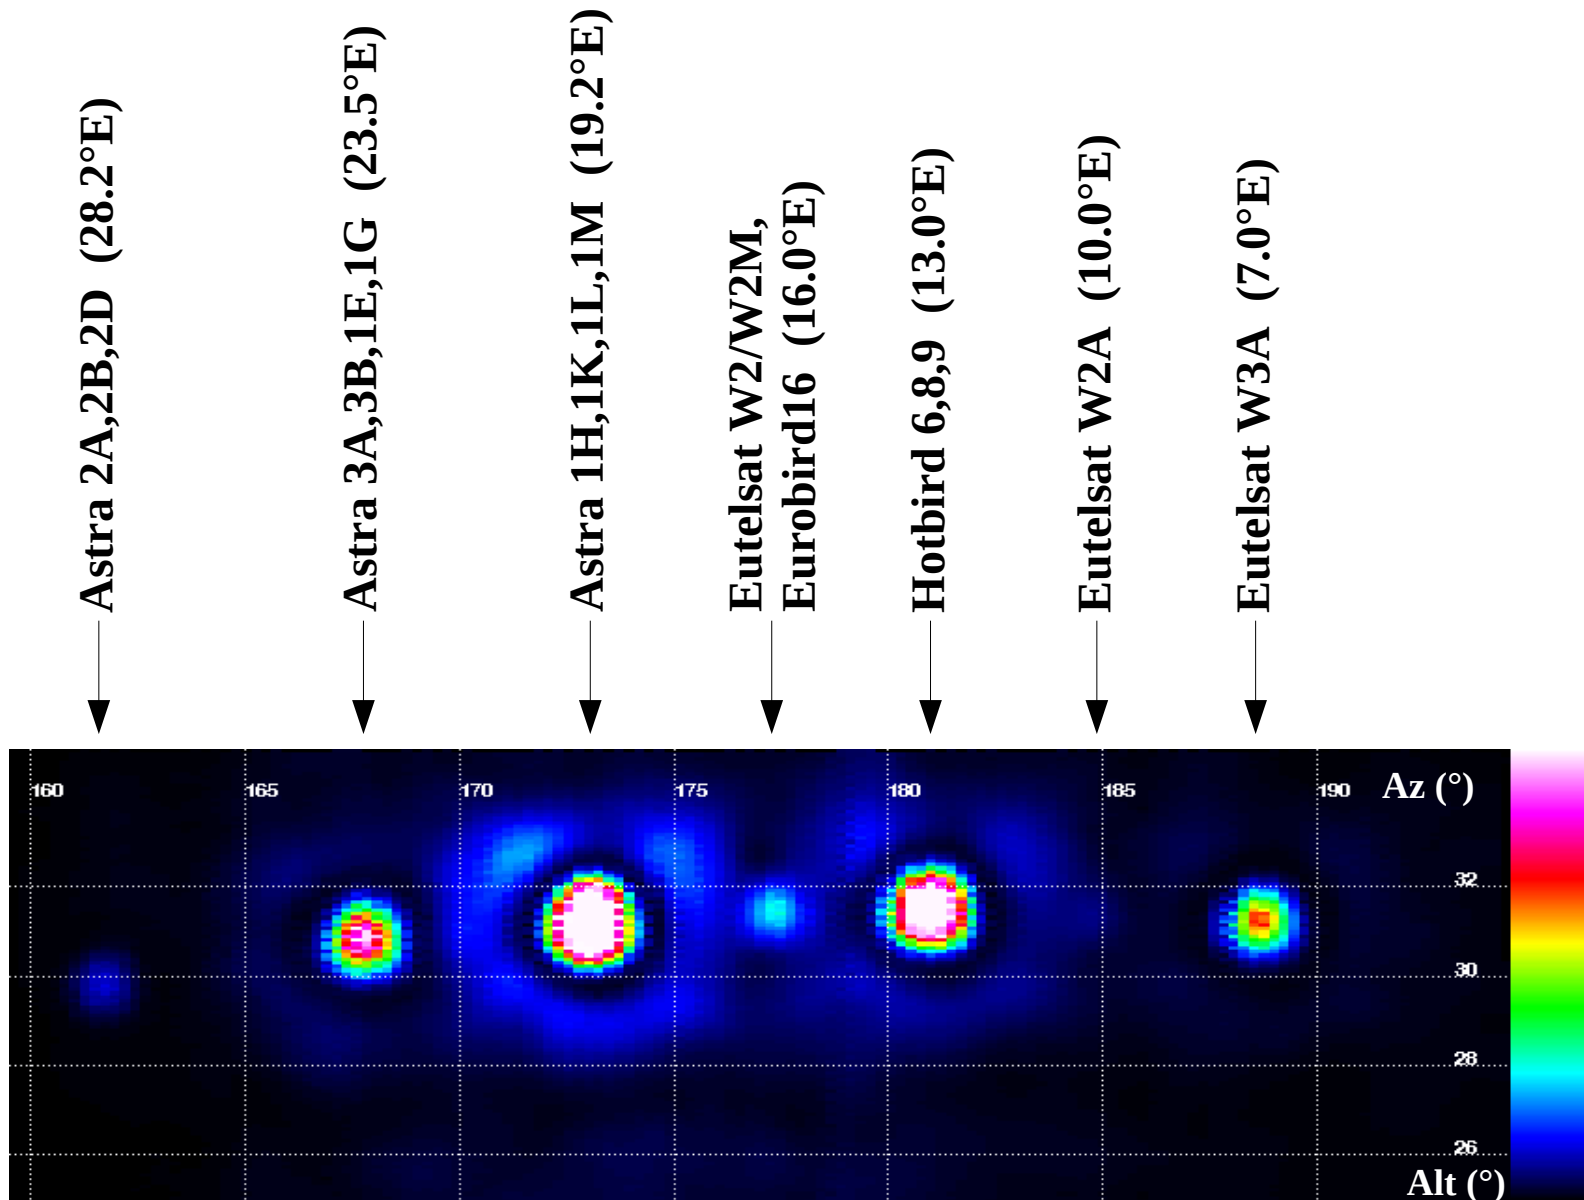 Astra 2A,2B,2D (28.2°E)
Astra 3A,3B,1E,1G (23.5°E)
Astra 1H,1K,1L,1M (19.2°E)
Eutelsat W2/W2M,
Eurobird16 (16.0°E)
Hotbird 6,8,9 (13.0°E)
Eutelsat W2A (10.0°E)
Eutelsat W3A (7.0°E)
160 165 170 175 180 185 190 Az (°)
32
30
28
26
Alt (°)